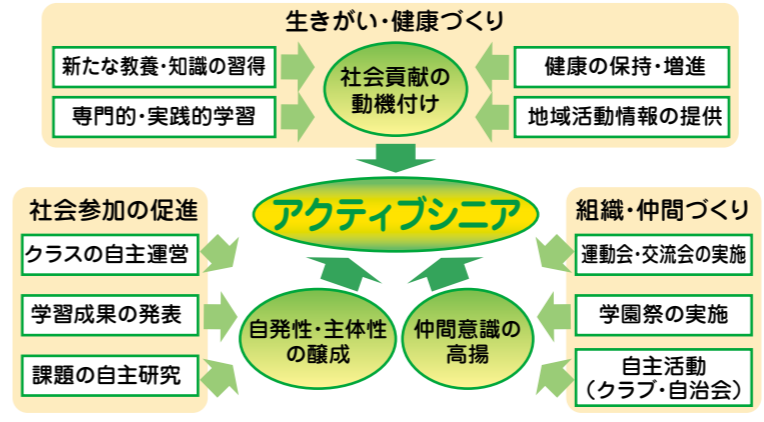 生きがい・健康づくり
新たな教養・知識の習得
専門的・実践的学習
社会貢献の
動機付け
健康の保持・増進
地域活動情報の提供
アクティブシニア
社会参加の促進
クラスの自主運営
学習成果の発表
課題の自主研究
自発性・主体性
の醸成
仲間意識の
高揚
組織・仲間づくり
運動会・交流会の実施
学園祭の実施
自主活動
（クラブ・自治会）